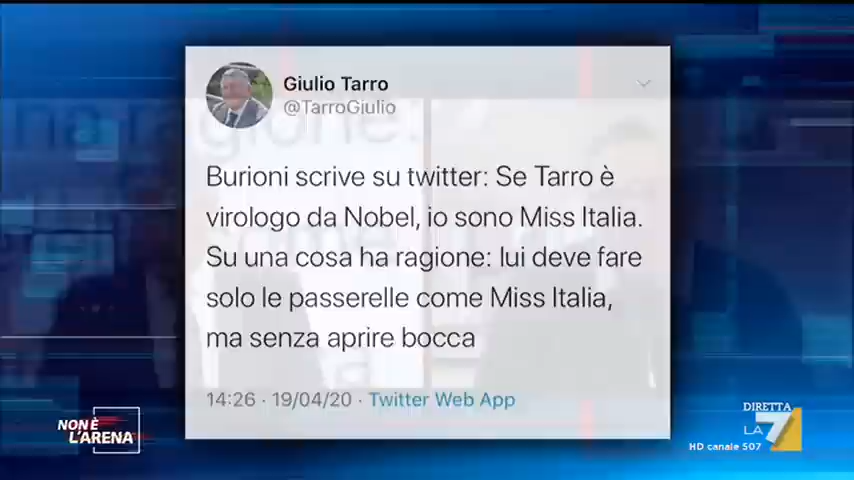 Giulio Tarro
@TarroGiulio
Burioni scrive su twitter: Se Tarro è
virologo da Nobel, io sono Miss Italia.
Su una cosa ha ragione: lui deve fare
solo le passerelle come Miss Italia,
ma senza aprire bocca
14:26 · 19/04/20 · Twitter Web App
NON È
L'ARENA
DIRETTA
LA 7
HD canale 507